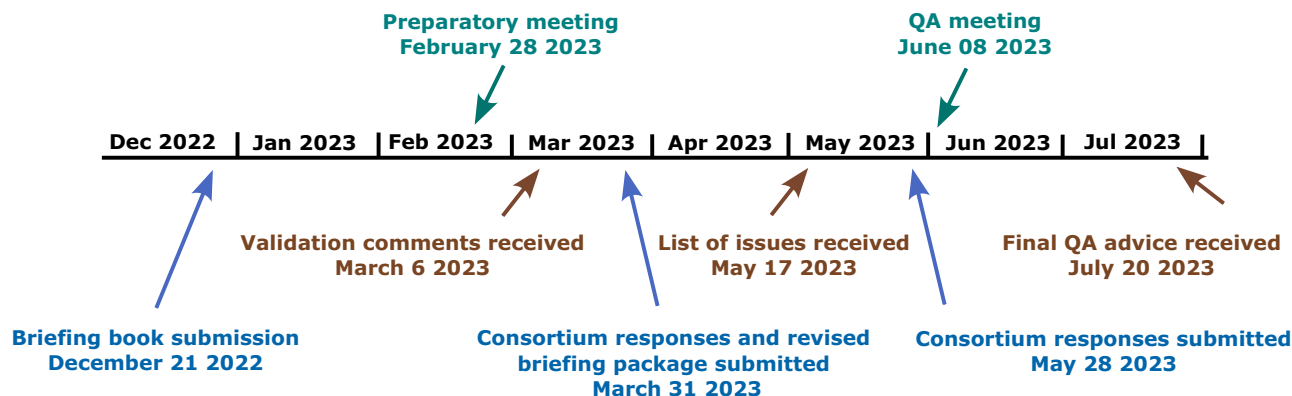 Preparatory meeting
February 28 2023
QA meeting
June 08 2023
Dec 2022
Jan 2023
Feb 2023
Mar 2023
Apr 2023
May 2023
Jun 2023
Jul 2023
Validation comments received
March 6 2023
List of issues received
May 17 2023
Final QA advice received
July 20 2023
Briefing book submission
December 21 2022
Consortium responses and revised
briefing package submitted
March 31 2023
Consortium responses submitted
May 28 2023